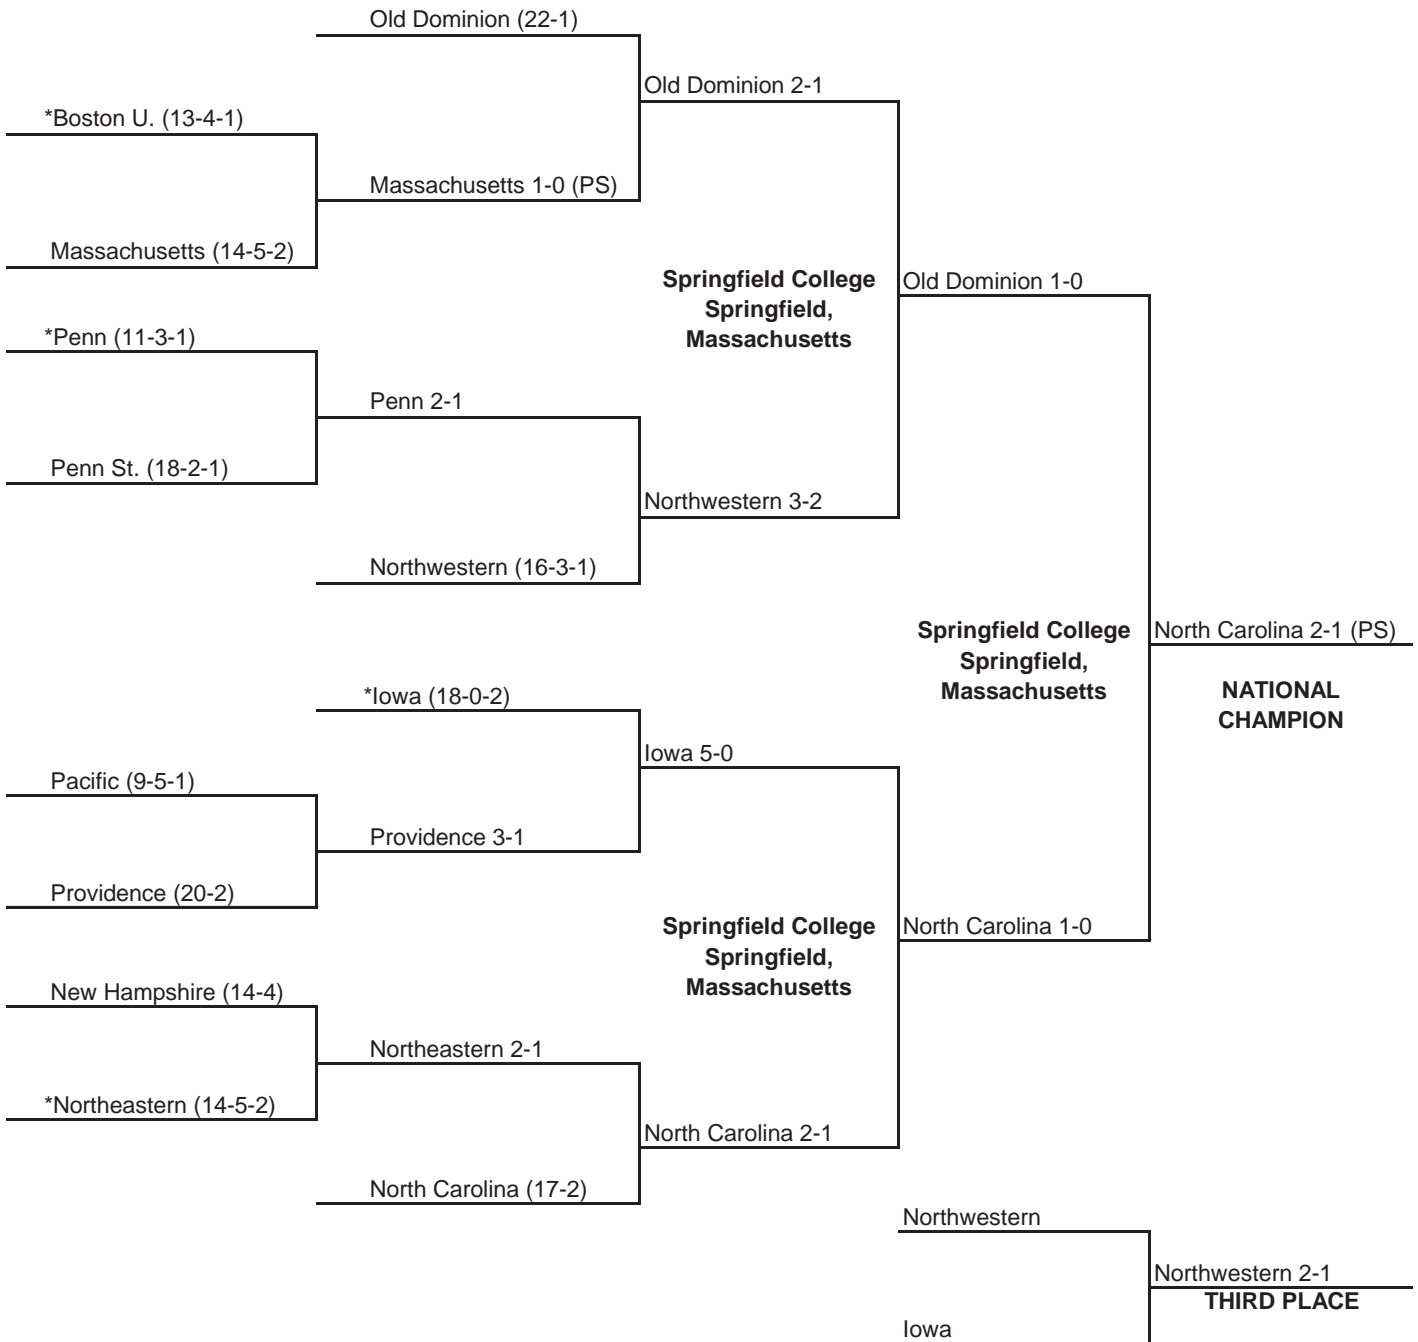 Old Dominion (22-1)
Old Dominion 2-1
*Boston U. (13-4-1)
Massachusetts 1-0 (PS)
Massachusetts (14-5-2)
Springfield College
Springfield,
Massachusetts
Old Dominion 1-0
*Penn (11-3-1)
Penn 2-1
Penn St. (18-2-1)
Northwestern 3-2
Northwestern (16-3-1)
Springfield College
Springfield,
Massachusetts
North Carolina 2-1 (PS)
NATIONAL
CHAMPION
*Iowa (18-0-2)
Iowa 5-0
Pacific (9-5-1)
Providence 3-1
Providence (20-2)
Springfield College
Springfield,
Massachusetts
North Carolina 1-0
New Hampshire (14-4)
Northeastern 2-1
*Northeastern (14-5-2)
North Carolina 2-1
North Carolina (17-2)
Northwestern
Northwestern 2-1
THIRD PLACE
Iowa